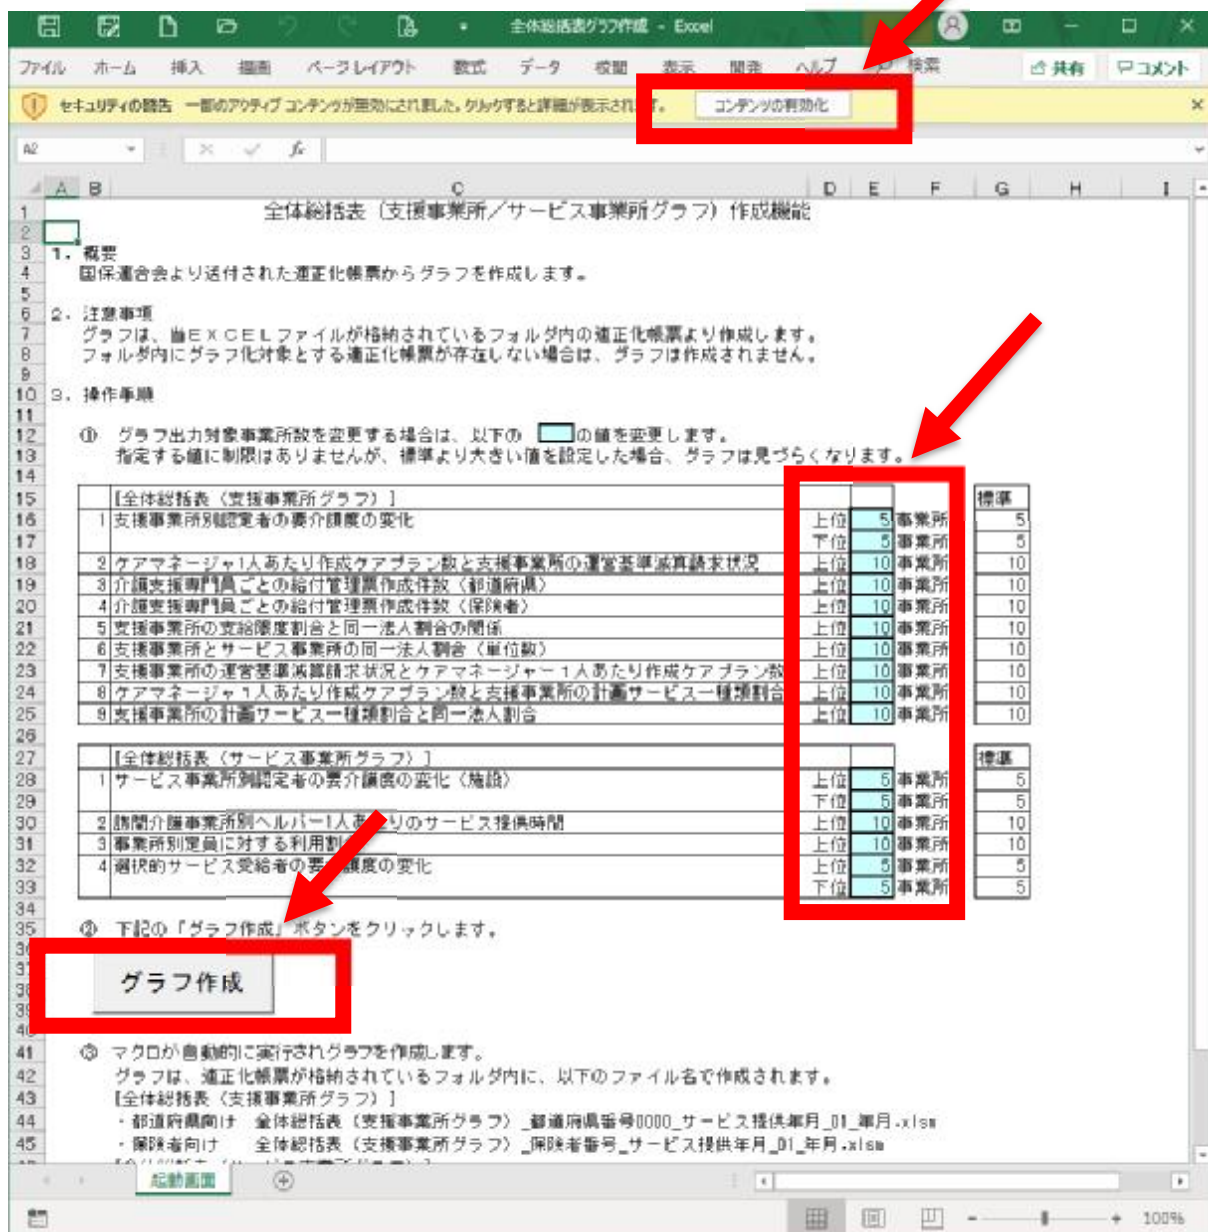 全体総括表グラフ作成 - Excel
ファイル ホーム 挿入 描画 ページレイアウト 数式 データ 校閲 表示 開発 ヘルプ 検索 共有 コメント
セキュリティの警告 一部のアクティブ コンテンツが無効にされました。クリックすると詳細が表示されます。 コンテンツの有効化
A2 fx
A B C D E F G H I
1 全体総括表（支援事業所／サービス事業所グラフ）作成機能
2
3 1. 概要
4 国保連合会より送付された適正化帳票からグラフを作成します。
5
6 2. 注意事項
7 グラフは、当ＥＸＣＥＬファイルが格納されているフォルダ内の適正化帳票より作成します。
8 フォルダ内にグラフ化対象とする適正化帳票が存在しない場合は、グラフは作成されません。
9
10 3. 操作手順
11
12 ① グラフ出力対象事業所数を変更する場合は、以下の の値を変更します。
13 指定する値に制限はありませんが、標準より大きい値を設定した場合、グラフは見づらくなります。
14
15 [全体総括表（支援事業所グラフ）] 標準
16 1 支援事業所別認定者の要介護度の変化 上位 5 事業所 5
17 下位 5 事業所 5
18 2 ケアマネージャ1人あたり作成ケアプラン数と支援事業所の運営基準減算請求状況 上位 10 事業所 10
19 3 介護支援専門員ごとの給付管理票作成件数（都道府県） 上位 10 事業所 10
20 4 介護支援専門員ごとの給付管理票作成件数（保険者） 上位 10 事業所 10
21 5 支援事業所の支給限度割合と同一法人割合の関係 上位 10 事業所 10
22 6 支援事業所とサービス事業所の同一法人割合（単位数） 上位 10 事業所 10
23 7 支援事業所の運営基準減算請求状況とケアマネージャー１人あたり作成ケアプラン数 上位 10 事業所 10
24 8 ケアマネージャ１人あたり作成ケアプラン数と支援事業所の計画サービス一種類割合 上位 10 事業所 10
25 9 支援事業所の計画サービス一種類割合と同一法人割合 上位 10 事業所 10
26
27 [全体総括表（サービス事業所グラフ）] 標準
28 1 サービス事業所別認定者の要介護度の変化（施設） 上位 5 事業所 5
29 下位 5 事業所 5
30 2 訪問介護事業所別ヘルパー1人あたりのサービス提供時間 上位 10 事業所 10
31 3 事業所別定員に対する利用割 上位 10 事業所 10
32 4 選択的サービス受給者の要介護度の変化 上位 5 事業所 5
33 下位 5 事業所 5
34
35 ② 下記の「グラフ作成」ボタンをクリックします。
グラフ作成
41 ③ マクロが自動的に実行されグラフを作成します。
42 グラフは、適正化帳票が格納されているフォルダ内に、以下のファイル名で作成されます。
43 [全体総括表（支援事業所グラフ）]
44 ・都道府県向け 全体総括表（支援事業所グラフ）_都道府県番号0000_サービス提供年月_01_年月.xlsm
45 ・保険者向け 全体総括表（支援事業所グラフ）_保険者番号_サービス提供年月_01_年月.xlsm
起動画面
100%